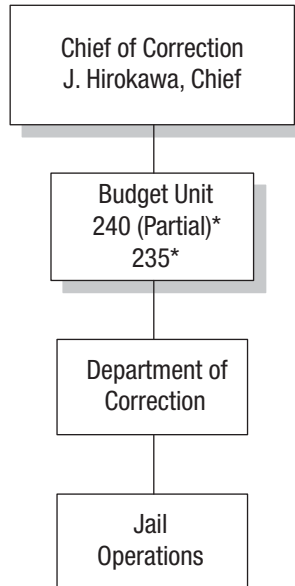 Chief of Correction
J. Hirokawa, Chief
Budget Unit
240 (Partial)*
235*
Department of
Correction
Jail
Operations